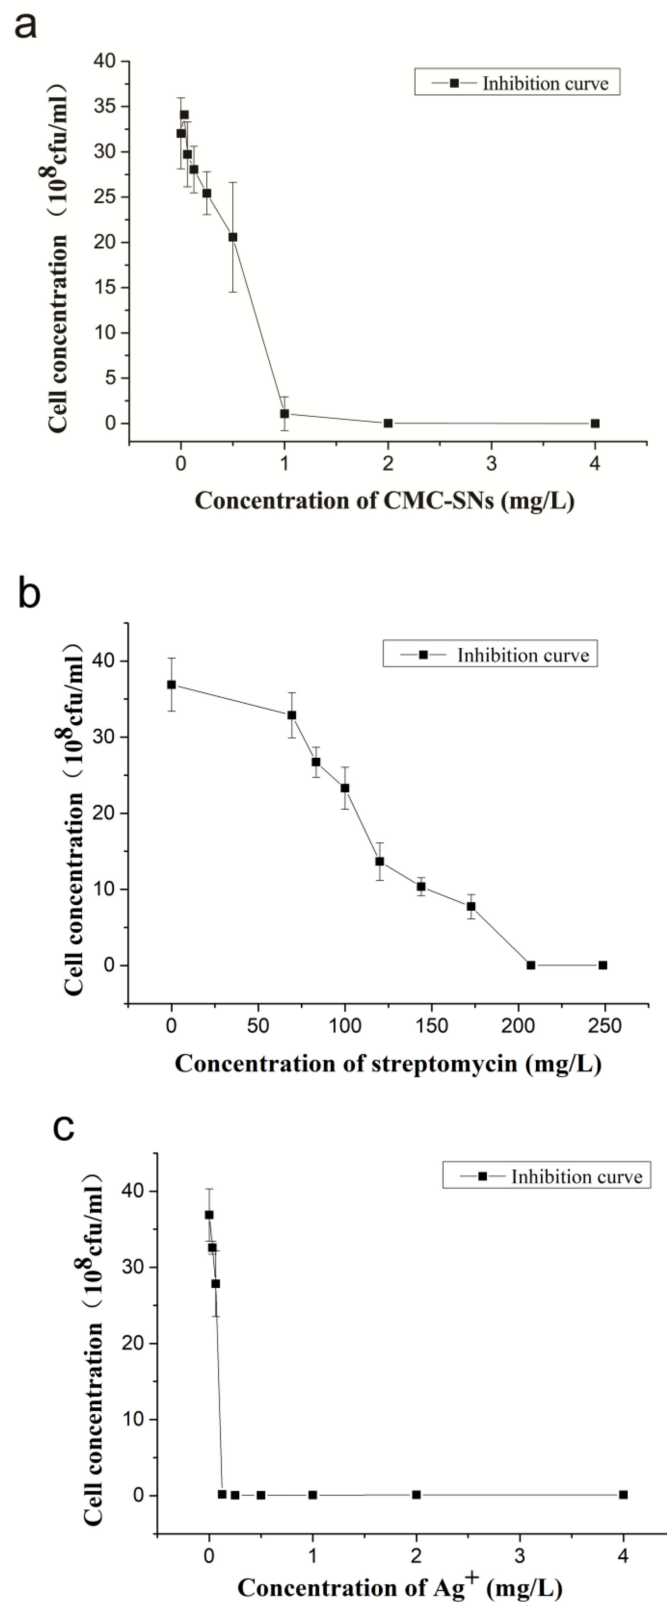 a
Inhibition curve
40
35
30
25
20
15
10
5
0
Cell concentration（10⁸cfu/ml）
0 1 2 3 4
Concentration of CMC-SNs (mg/L)
b
Inhibition curve
40
30
20
10
0
Cell concentration（10⁸cfu/ml）
0 50 100 150 200 250
Concentration of streptomycin (mg/L)
c
Inhibition curve
40
30
20
10
0
Cell concentration（10⁸cfu/ml）
0 1 2 3 4
Concentration of Ag⁺ (mg/L)